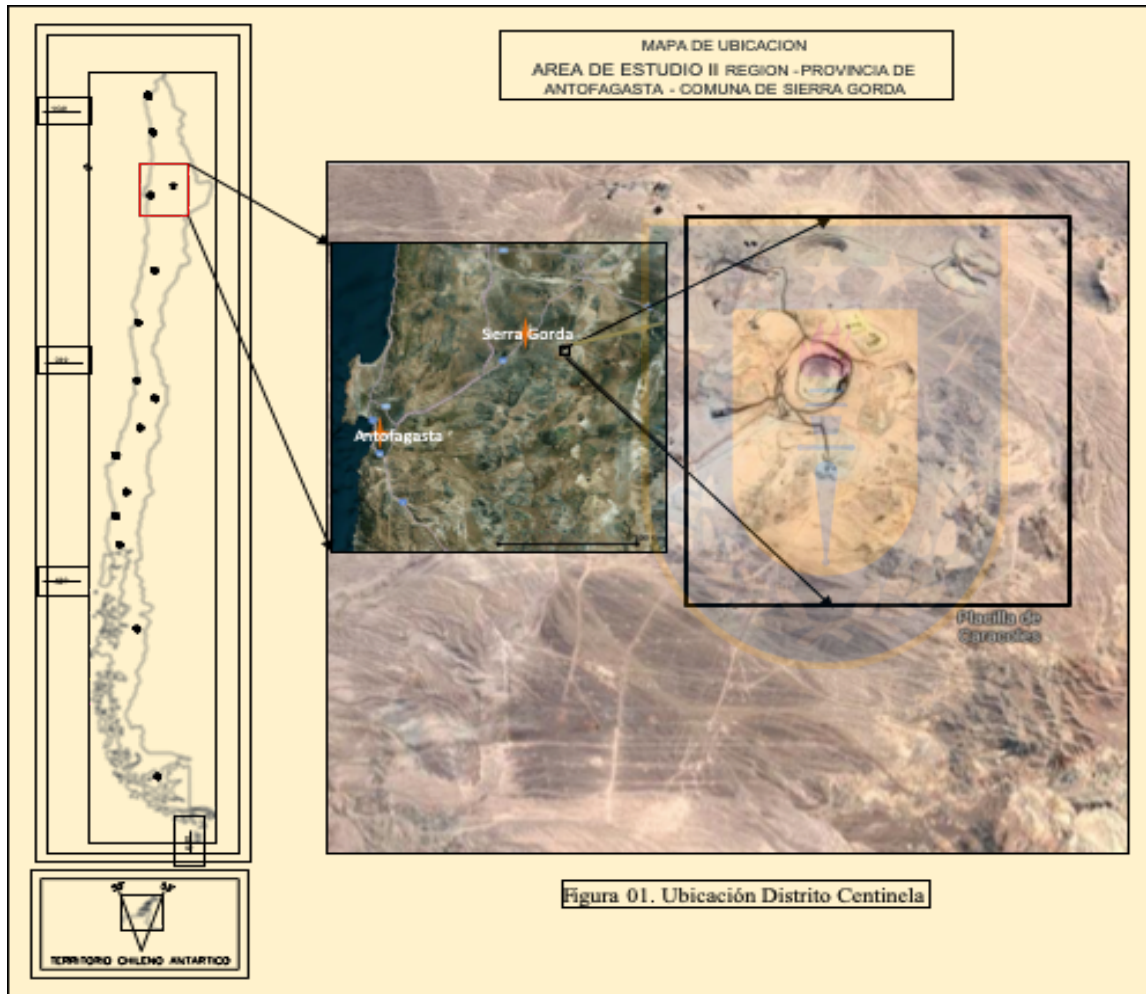 MAPA DE UBICACION
AREA DE ESTUDIO II REGION -PROVINCIA DE
ANTOFAGASTA - COMUNA DE SIERRA GORDA
Sierra Gorda
Antofagasta
Placilla de
Caracoles
Figura 01. Ubicación Distrito Centinela
TERRITORIO CHILENO ANTARTICO